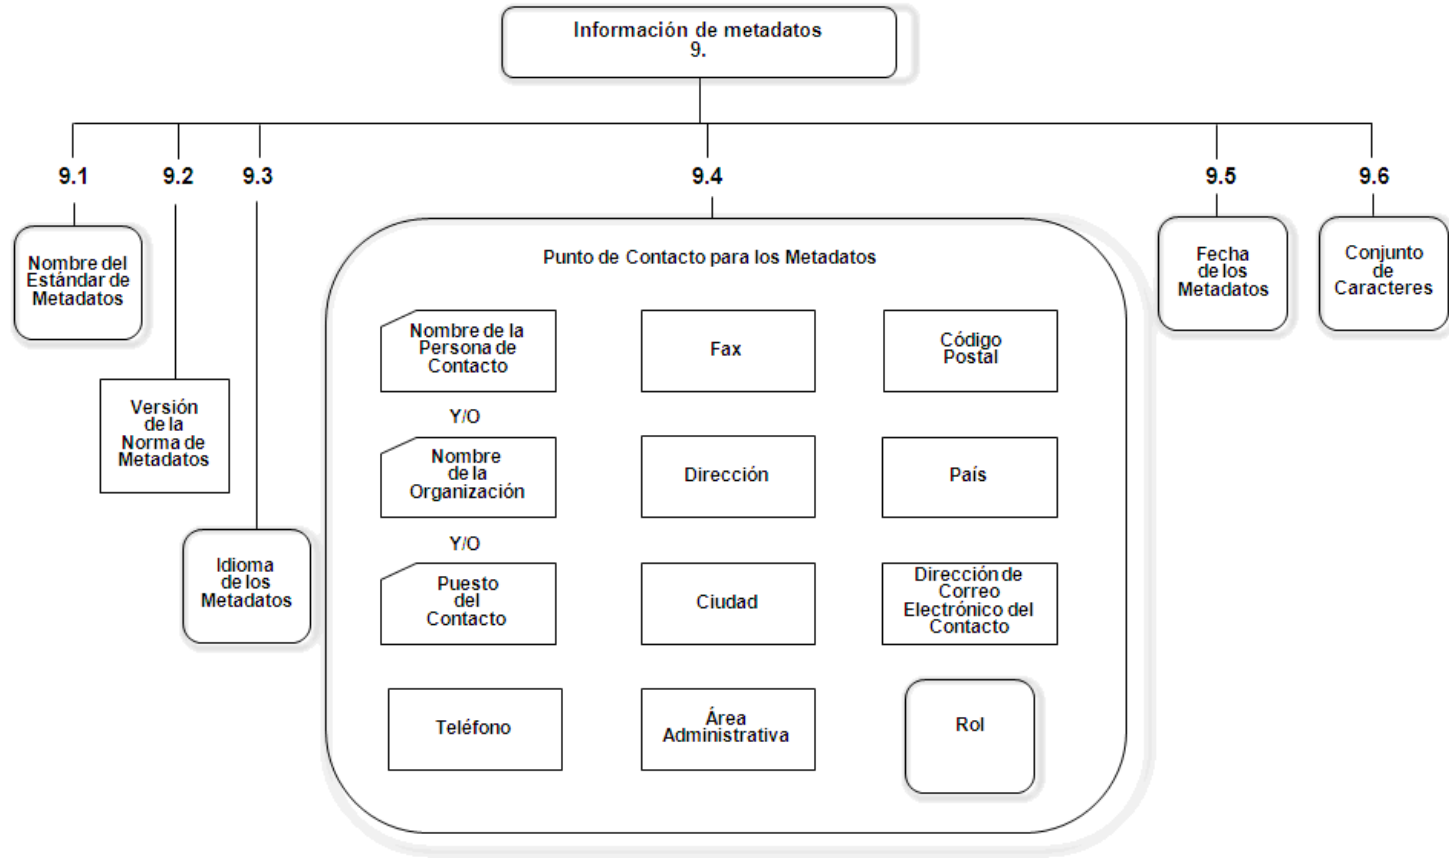 Información de metadatos
9.
9.1
9.2
9.3
9.4
9.5
9.6
Nombre del
Estándar de
Metadatos
Versión
de la
Norma de
Metadatos
Idioma
de los
Metadatos
Punto de Contacto para los Metadatos
Nombre de la
Persona de
Contacto
Y/O
Nombre
de la
Organización
Y/O
Puesto
del
Contacto
Teléfono
Fax
Dirección
Ciudad
Área
Administrativa
Código
Postal
País
Dirección de
Correo
Electrónico del
Contacto
Rol
Fecha
de los
Metadatos
Conjunto
de
Caracteres